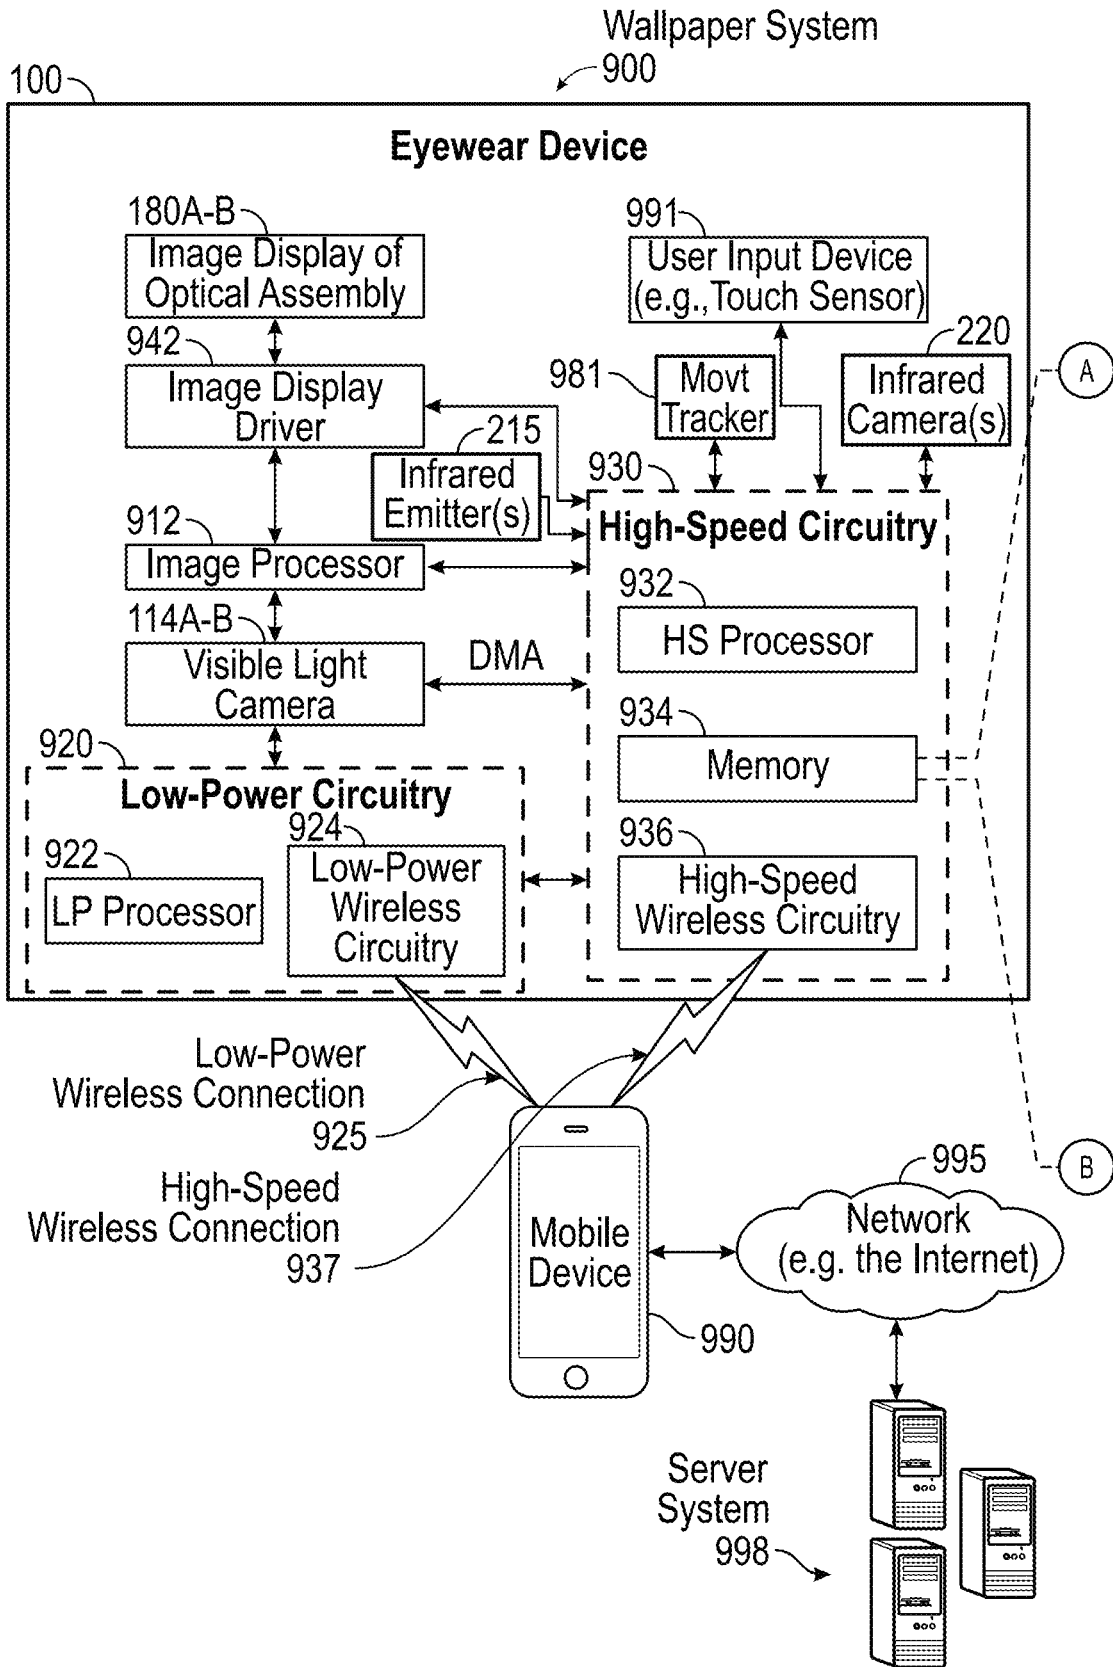 Wallpaper System
900
100
Eyewear Device
180A-B
Image Display of
Optical Assembly
991
User Input Device
(e.g.,Touch Sensor)
942
Image Display
Driver
981
Movt
Tracker
220
Infrared
Camera(s)
A
215
Infrared
Emitter(s)
930
High-Speed Circuitry
912
Image Processor
932
HS Processor
114A-B
Visible Light
Camera
DMA
934
Memory
920
Low-Power Circuitry
922
LP Processor
924
Low-Power
Wireless
Circuitry
936
High-Speed
Wireless Circuitry
Low-Power
Wireless Connection
925
High-Speed
Wireless Connection
937
B
Mobile
Device
990
995
Network
(e.g. the Internet)
Server
System
998